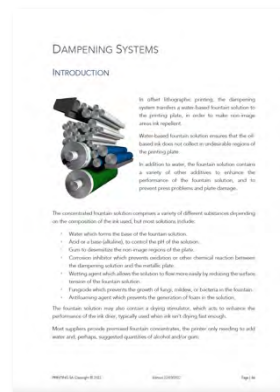 DAMPENING SYSTEMS
INTRODUCTION
In offset lithographic printing, the dampening
system transfers a water-based fountain solution to
the printing plate, in order to make non-image
areas ink repellent.
Water-based fountain solution ensures that the oil-
based ink does not collect in undesirable regions of
the printing plate.
In addition to water, the fountain solution contains
a variety of other additions to enhance the
performance of the fountain solution, and to
prevent press problems and plate damage.
The concentrated fountain solution comprises a variety of different substances depending
on the composition of the ink used, but most solutions include:
· Water which forms the base of the fountain solution.
· Acid or a base (alkaline), to control the pH of the solution.
· Gum to desensitize the non-image regions of the plate.
· Corrosion inhibitor which prevents oxidation or other chemical reaction between
the dampening solution and the metallic plate.
· Wetting agent which allows the solution to flow more easily by reducing the surface
tension of the fountain solution.
· Fungicide which prevents the growth of fungi, mildew, or bacteria in the fountain.
· Antifoaming agent which prevents the generation of foam in the solution.
The fountain solution may also contain a drying stimulator, which acts to enhance the
performance of the ink drier, typically used when ink isn't drying fast enough.
Most suppliers provide premixed fountain concentrates, the printer only needing to add
water and, perhaps, suggested quantities of alcohol and/or gum.